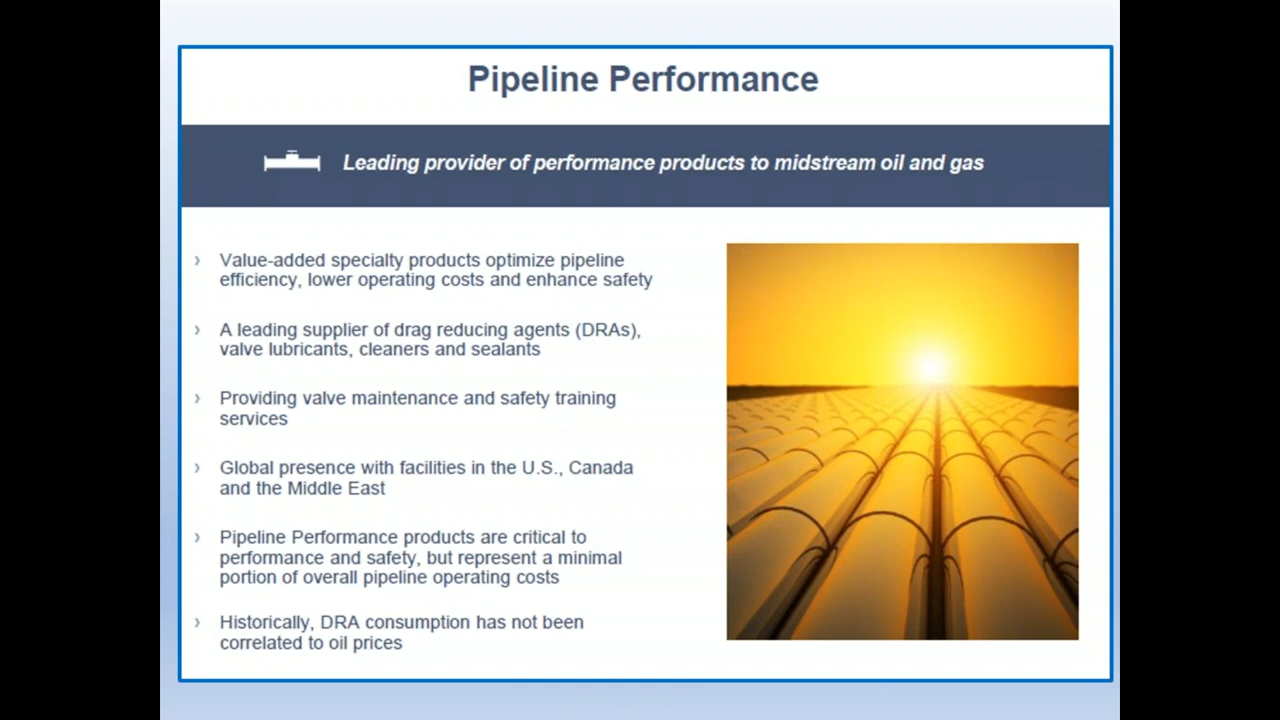 Pipeline Performance
Leading provider of performance products to midstream oil and gas
› Value-added specialty products optimize pipeline
efficiency, lower operating costs and enhance safety
› A leading supplier of drag reducing agents (DRAs),
valve lubricants, cleaners and sealants
› Providing valve maintenance and safety training
services
› Global presence with facilities in the U.S., Canada
and the Middle East
› Pipeline Performance products are critical to
performance and safety, but represent a minimal
portion of overall pipeline operating costs
› Historically, DRA consumption has not been
correlated to oil prices